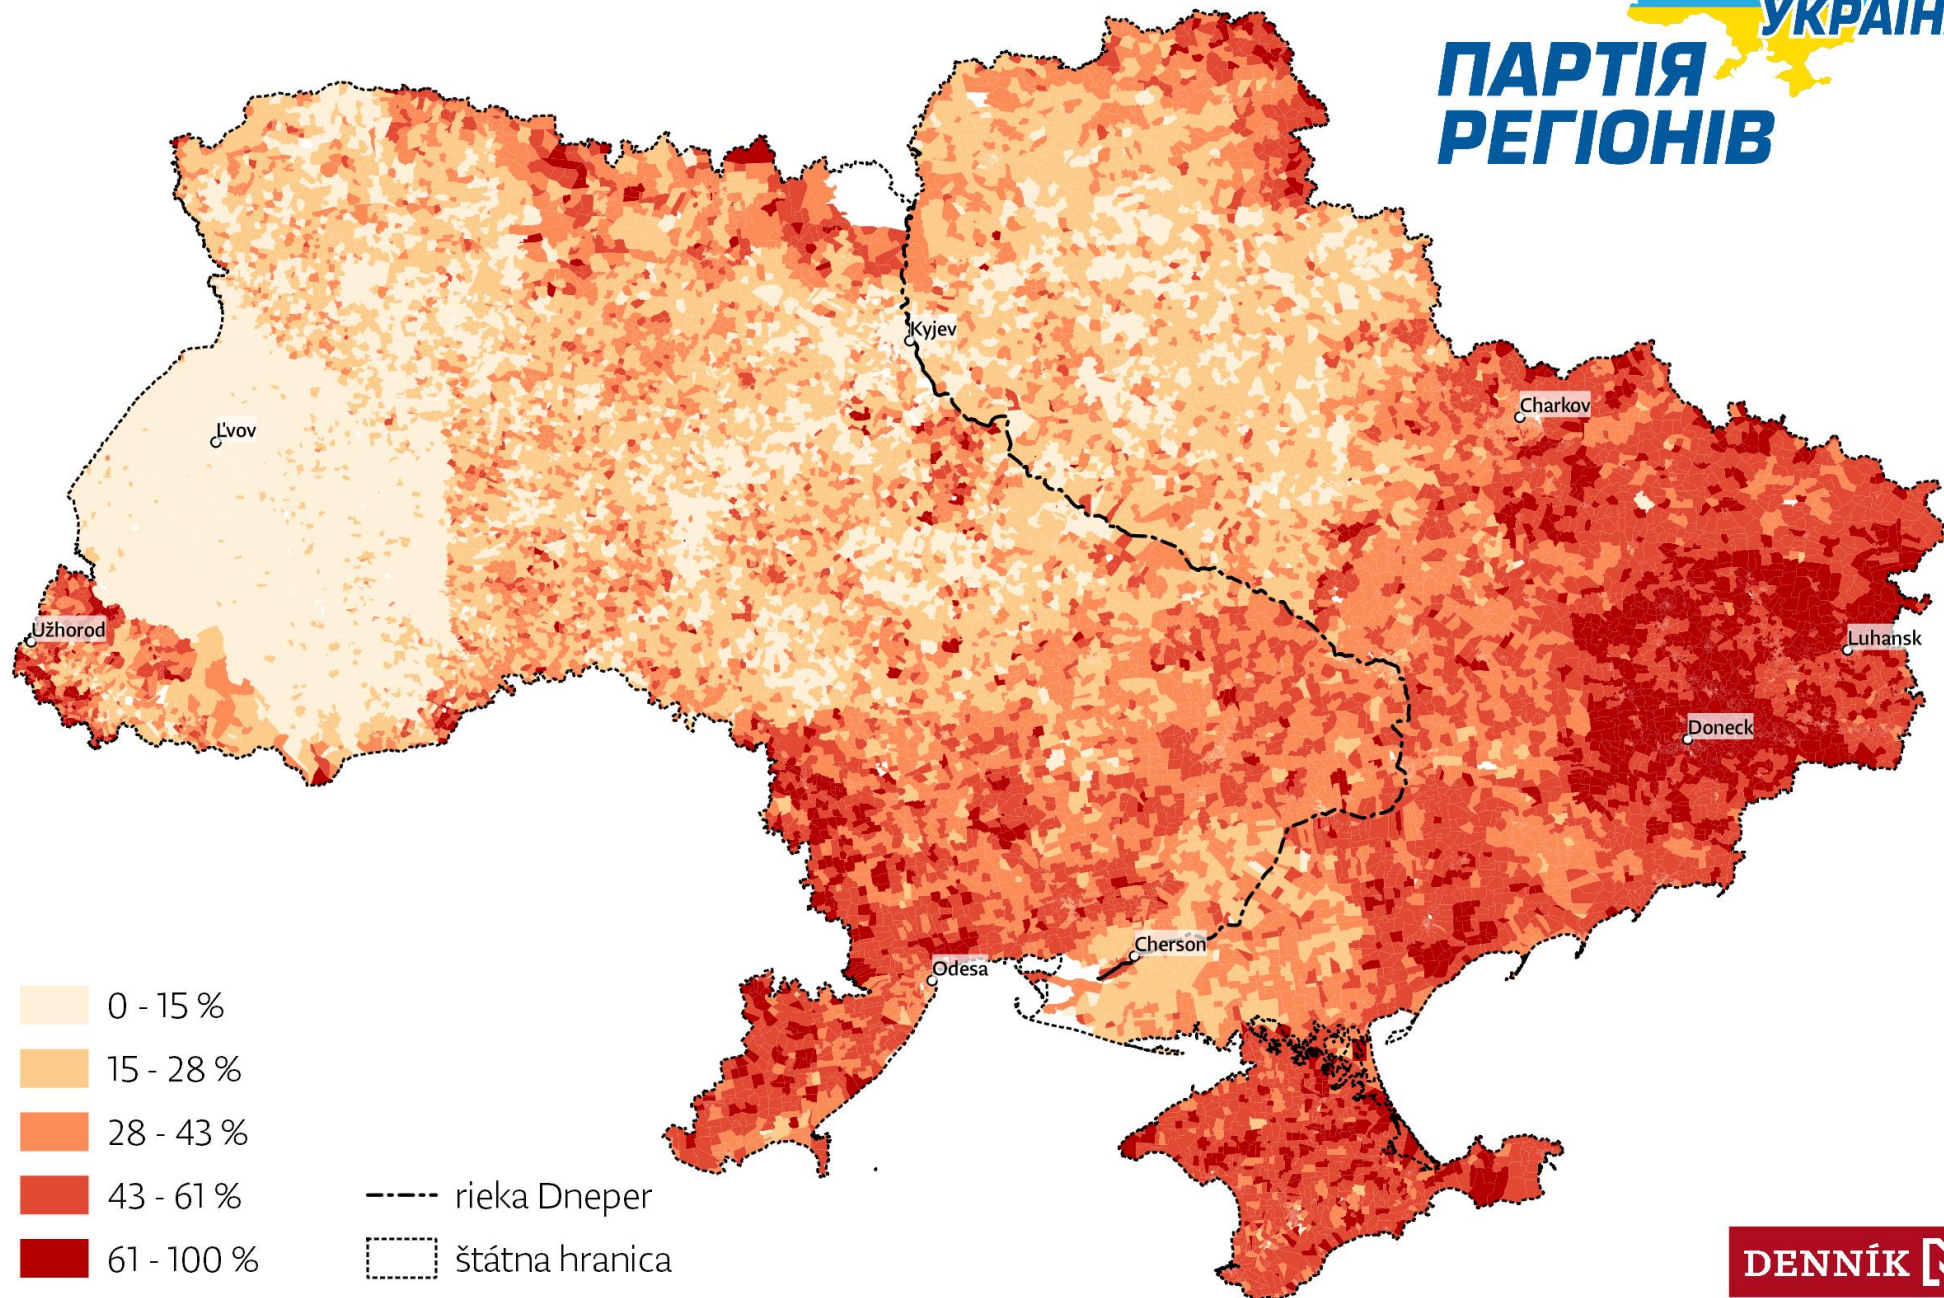 УКРАЇН
ПАРТІЯ
РЕГІОНІВ
Kyjev
Charkov
Ľvov
Užhorod
Luhansk
Doneck
Cherson
Odesa
0 - 15 %
15 - 28 %
28 - 43 %
43 - 61 %
61 - 100 %
rieka Dneper
štátna hranica
DENNÍK N